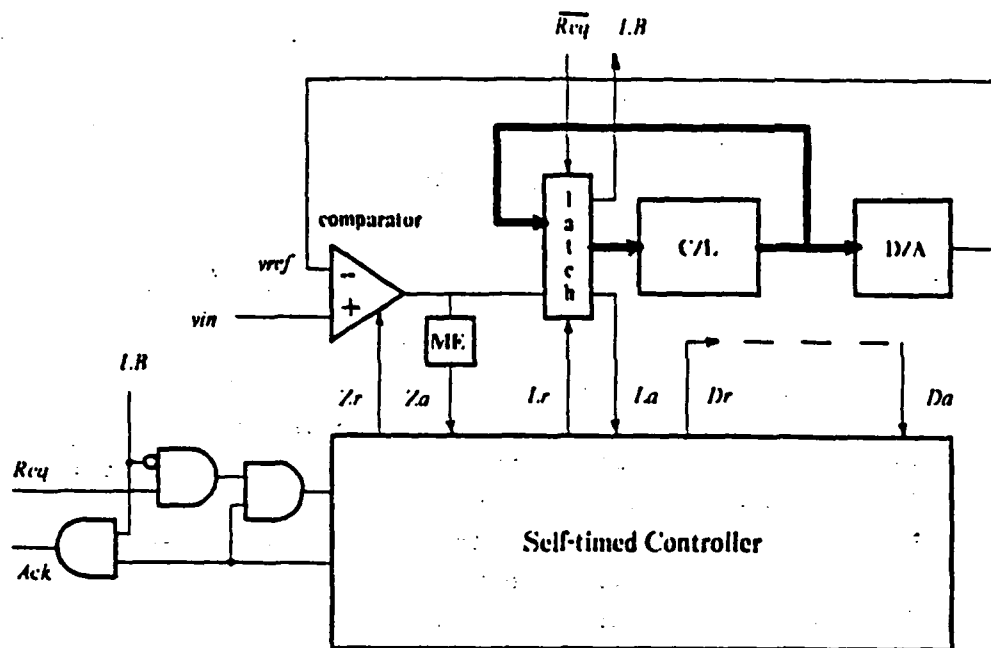 Req LB
comparator
latch
C/L
D/A
vref
vin
ME
LB
Zr Za Lr La Dr Da
Req
Ack
Self-timed Controller